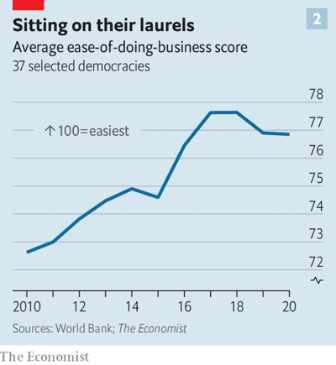 2
Sitting on their laurels
Average ease-of-doing-business score
37 selected democracies
↑ 100=easiest
78
77
76
75
74
73
72
2010 12 14 16 18 20
Sources: World Bank; The Economist
The Economist